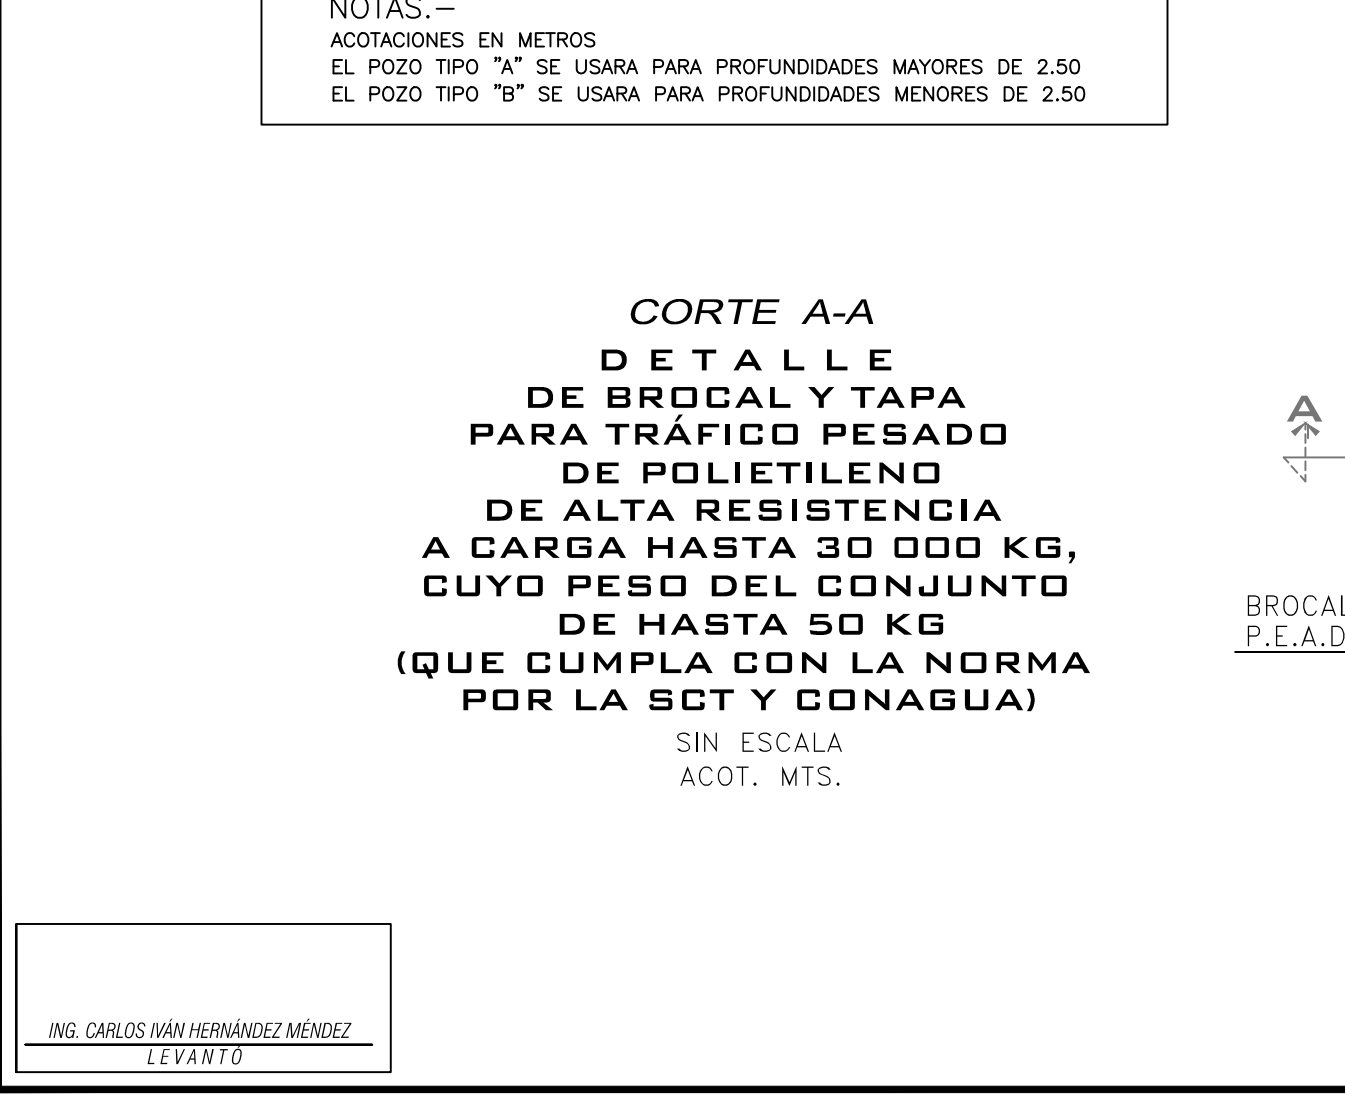 NOTAS.—
ACOTACIONES EN METROS
EL POZO TIPO "A" SE USARA PARA PROFUNDIDADES MAYORES DE 2.50
EL POZO TIPO "B" SE USARA PARA PROFUNDIDADES MENORES DE 2.50
CORTE A-A
DETALLE
DE BROCAL Y TAPA
PARA TRÁFICO PESADO
DE POLIETILENO
DE ALTA RESISTENCIA
A CARGA HASTA 30 000 KG,
CUYO PESO DEL CONJUNTO
DE HASTA 50 KG
(QUE CUMPLA CON LA NORMA
POR LA SCT Y CONAGUA)
SIN ESCALA
ACOT. MTS.
A
BROCAL
P.E.A.D
ING. CARLOS IVÁN HERNÁNDEZ MÉNDEZ
LEVANTÓ